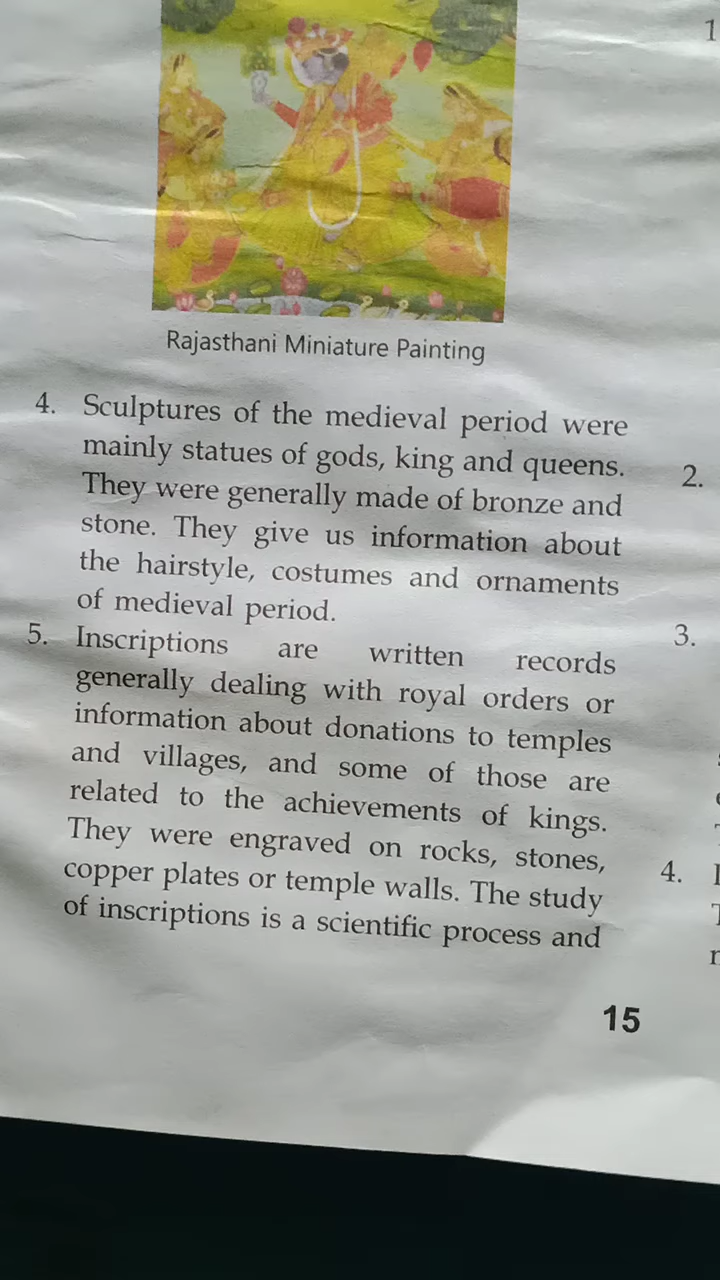 Rajasthani Miniature Painting
4. Sculptures of the medieval period were
mainly statues of gods, king and queens.
They were generally made of bronze and
stone. They give us information about
the hairstyle, costumes and ornaments
of medieval period.
5. Inscriptions are written records
generally dealing with royal orders or
information about donations to temples
and villages, and some of those are
related to the achievements of kings.
They were engraved on rocks, stones,
copper plates or temple walls. The study
of inscriptions is a scientific process and
15
1
2.
3.
4.